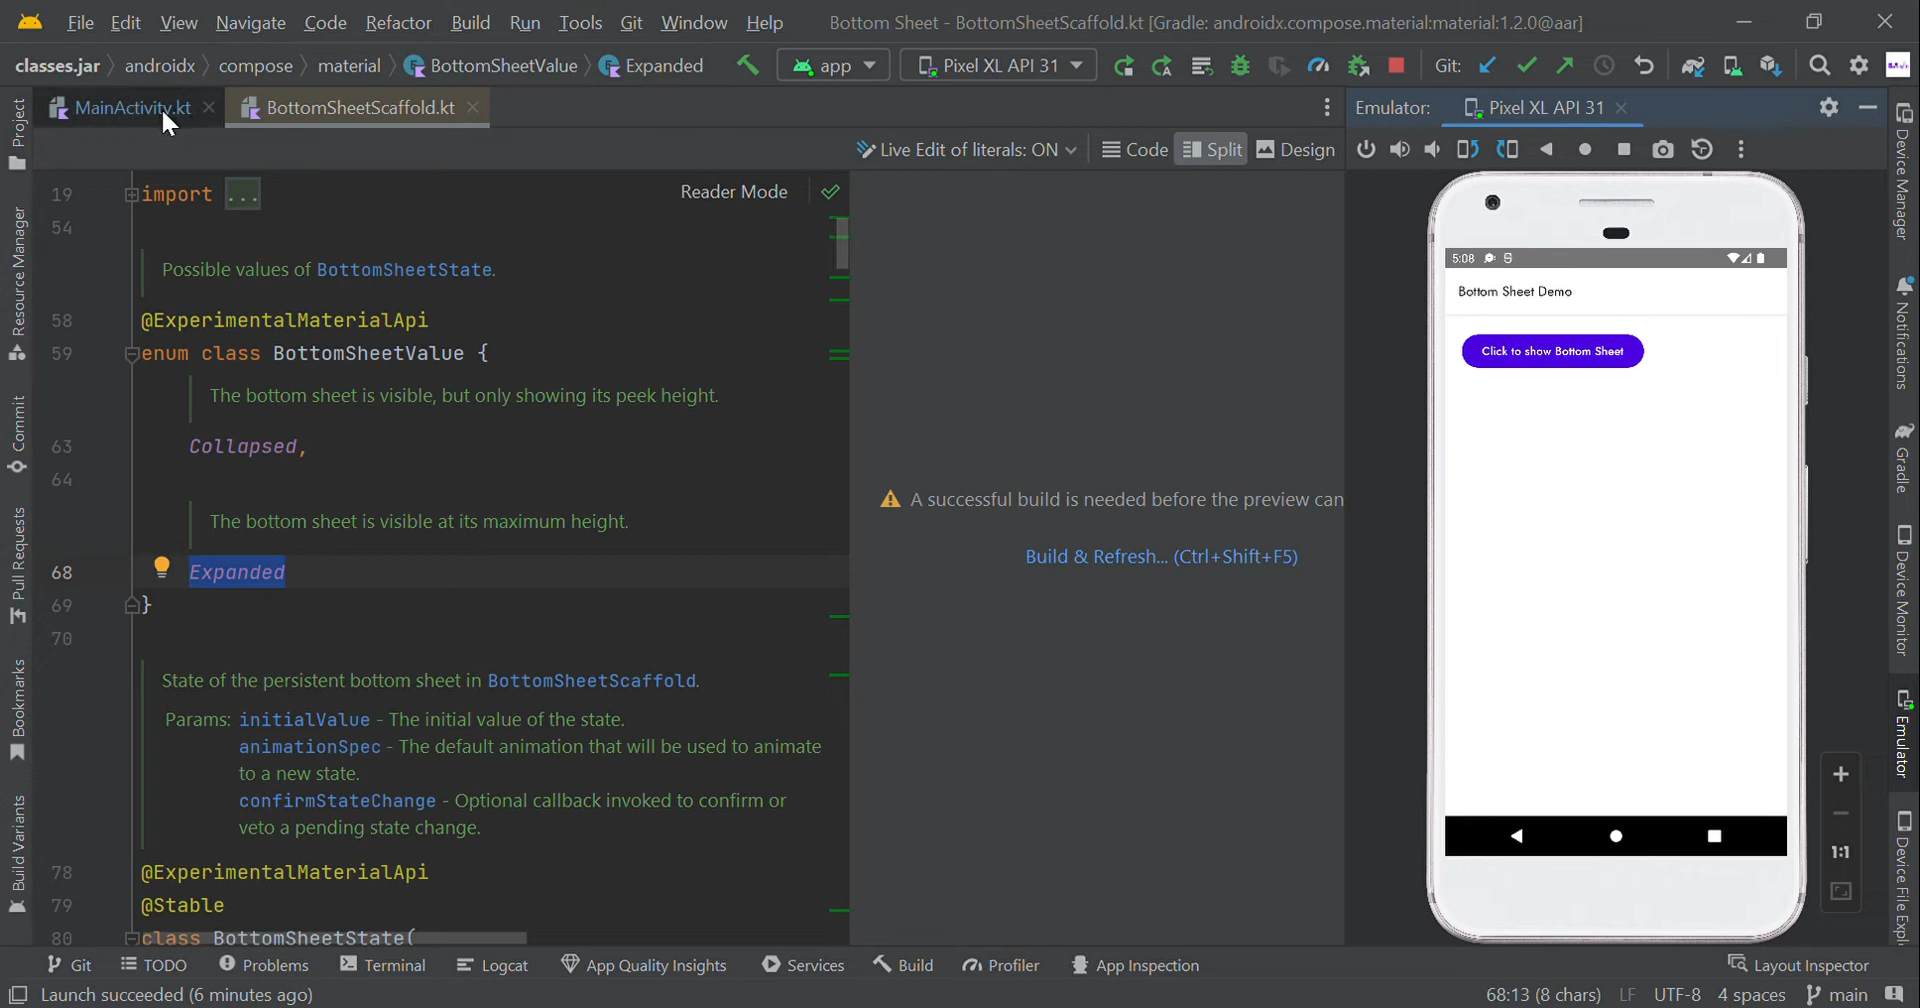 File Edit View Navigate Code Refactor Build Run Tools Git Window Help Bottom Sheet - BottomSheetScaffold.kt [Gradle: androidx.compose.material:material:1.2.0@aar]
classes.jar androidx compose material BottomSheetValue Expanded app Pixel XL API 31 Git:
MainActivity.kt BottomSheetScaffold.kt Emulator: Pixel XL API 31
Live Edit of literals: ON Code Split Design
Reader Mode
19 import ...
54
Possible values of BottomSheetState.
58 @ExperimentalMaterialApi
59 enum class BottomSheetValue {
The bottom sheet is visible, but only showing its peek height.
63 Collapsed,
64
The bottom sheet is visible at its maximum height.
68 Expanded
69 }
70
State of the persistent bottom sheet in BottomSheetScaffold.
Params: initialValue - The initial value of the state.
animationSpec - The default animation that will be used to animate
to a new state.
confirmStateChange - Optional callback invoked to confirm or
veto a pending state change.
78 @ExperimentalMaterialApi
79 @Stable
80 class BottomSheetState(
A successful build is needed before the preview can
Build & Refresh... (Ctrl+Shift+F5)
5:08
Bottom Sheet Demo
Click to show Bottom Sheet
1:1
Project
Resource Manager
Commit
Pull Requests
Bookmarks
Build Variants
Device Manager
Notifications
Gradle
Device Monitor
Emulator
Device File Expl
Git TODO Problems Terminal Logcat App Quality Insights Services Build Profiler App Inspection Layout Inspector
Launch succeeded (6 minutes ago) 68:13 (8 chars) LF UTF-8 4 spaces main